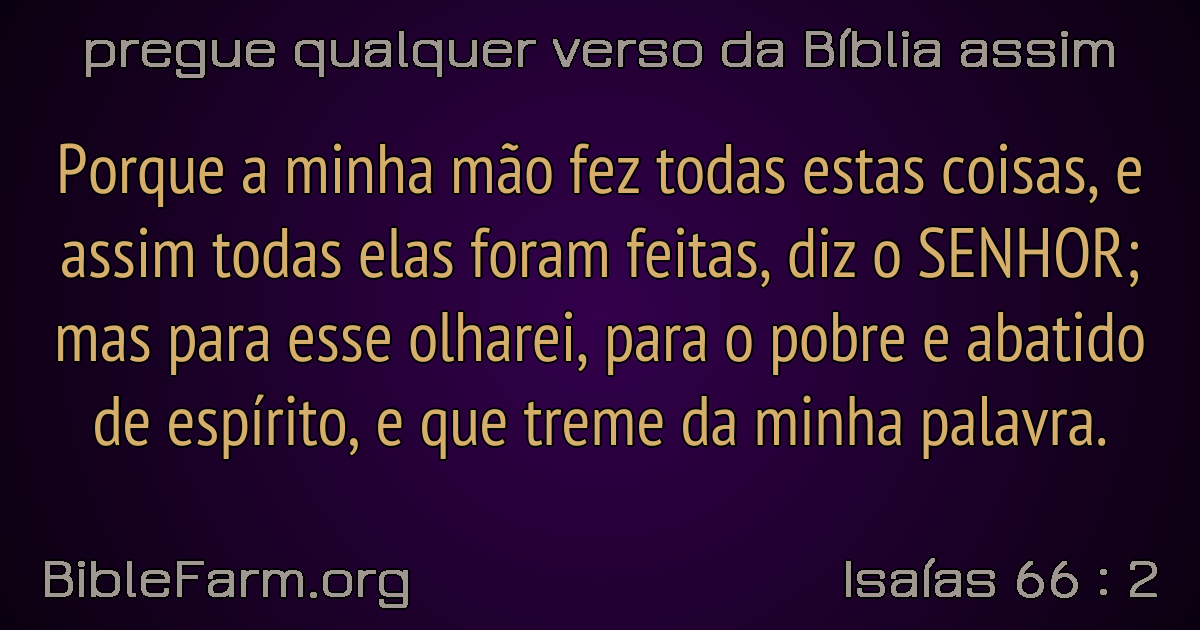 pregue qualquer verso da Bíblia assim
Porque a minha mão fez todas estas coisas, e
assim todas elas foram feitas, diz o SENHOR;
mas para esse olharei, para o pobre e abatido
de espírito, e que treme da minha palavra.
BibleFarm.org
Isaías 66 : 2